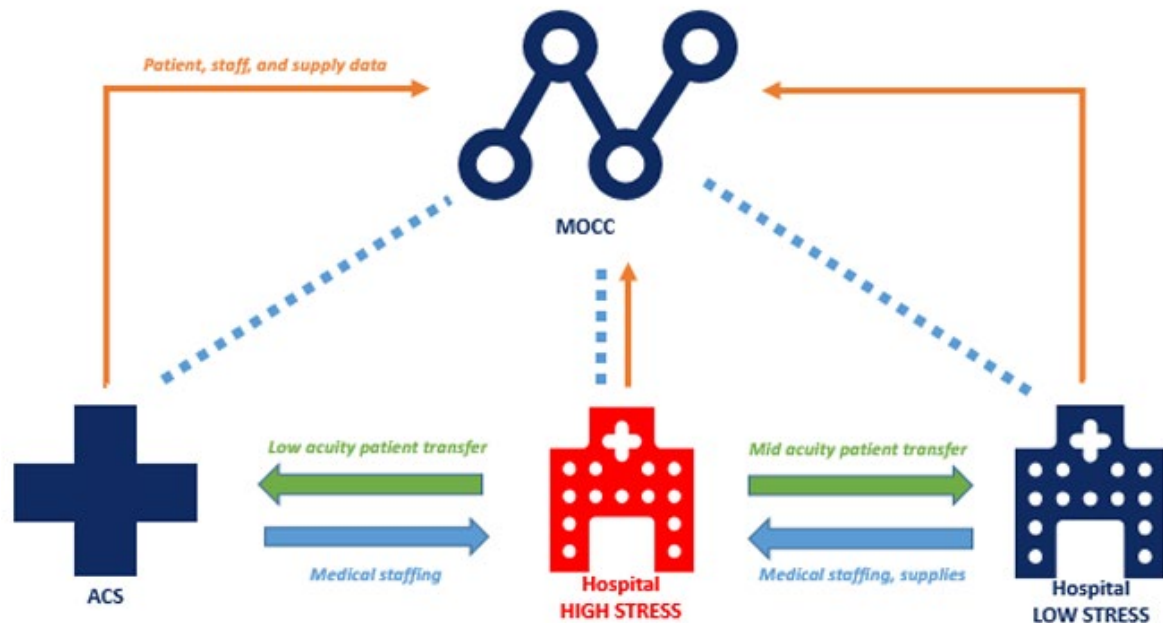 Patient, staff, and supply data
MOCC
Low acuity patient transfer
Mid acuity patient transfer
Medical staffing
Medical staffing, supplies
ACS
Hospital
HIGH STRESS
Hospital
LOW STRESS